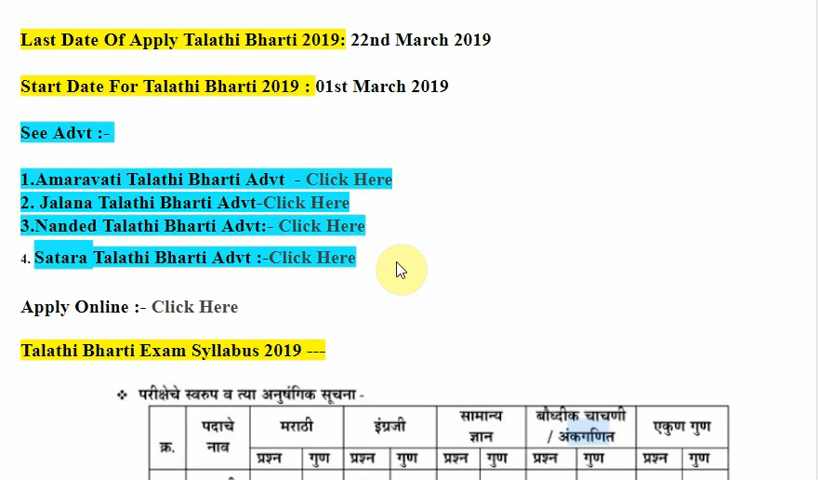 Last Date Of Apply Talathi Bharti 2019: 22nd March 2019
Start Date For Talathi Bharti 2019 : 01st March 2019
See Advt :-
1.Amaravati Talathi Bharti Advt - Click Here
2. Jalana Talathi Bharti Advt-Click Here
3.Nanded Talathi Bharti Advt:- Click Here
4. Satara Talathi Bharti Advt :-Click Here
Apply Online :- Click Here
Talathi Bharti Exam Syllabus 2019 ---
❖ परीक्षेचे स्वरुप व त्या अनुषंगिक सूचना -
क्र. पदाचे नाव मराठी इंग्रजी सामान्य ज्ञान बौध्दीक चाचणी / अंकगणित एकुण गुण
प्रश्न गुण प्रश्न गुण प्रश्न गुण प्रश्न गुण प्रश्न गुण